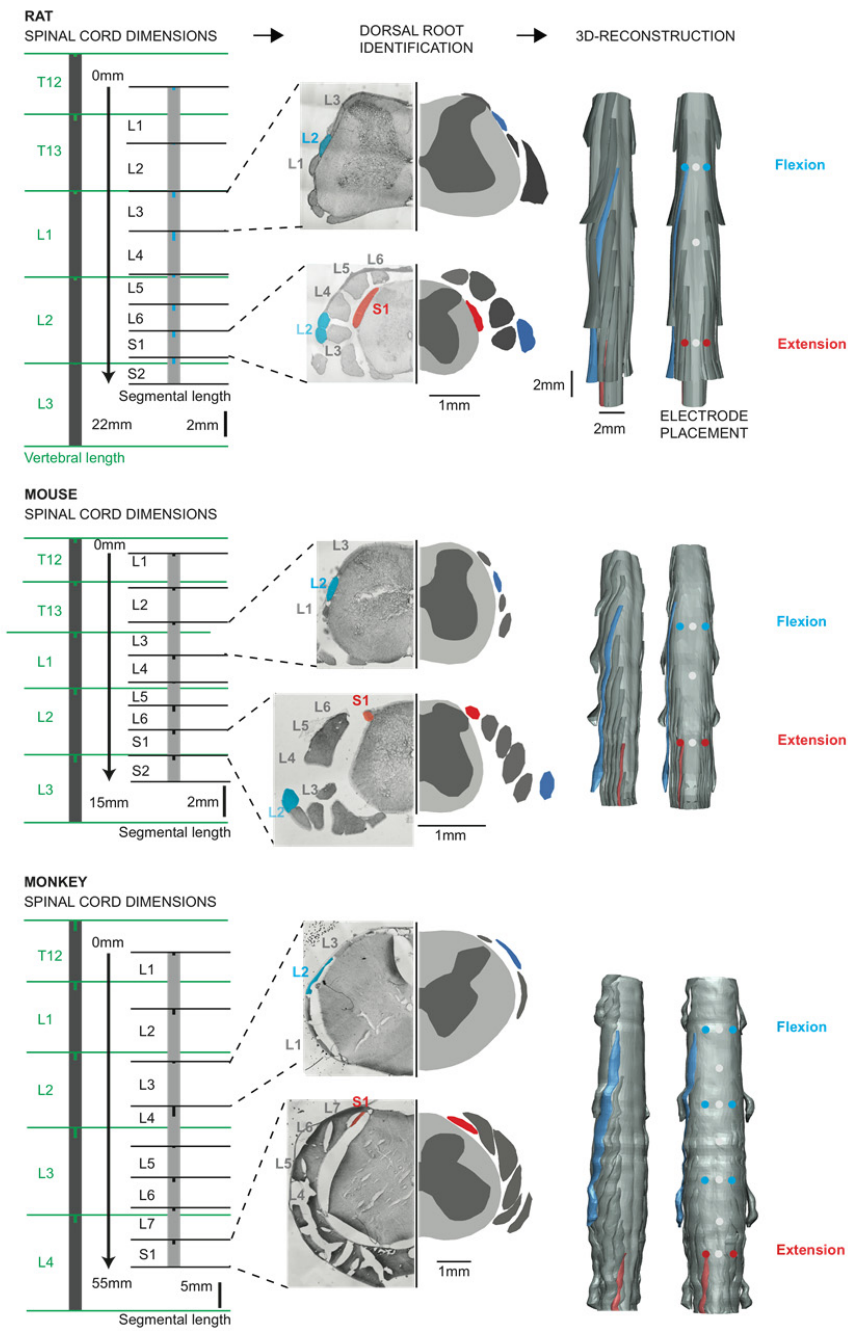 RAT
SPINAL CORD DIMENSIONS
DORSAL ROOT
IDENTIFICATION
3D-RECONSTRUCTION
0mm
T12
T13
L1
L2
L3
L1
L2
L3
L4
L5
L6
S1
S2
Segmental length
22mm
2mm
Vertebral length
L3
L2
L1
L6
L5
L4
S1
L2
L3
1mm
2mm
2mm
ELECTRODE
PLACEMENT
Flexion
Extension
MOUSE
SPINAL CORD DIMENSIONS
0mm
T12
T13
L1
L2
L3
L1
L2
L3
L4
L5
L6
S1
S2
15mm
2mm
Segmental length
L3
L2
L1
S1
L6
L5
L4
L3
L2
1mm
Flexion
Extension
MONKEY
SPINAL CORD DIMENSIONS
0mm
T12
L1
L2
L3
L4
L1
L2
L3
L4
L5
L6
L7
S1
55mm
5mm
Segmental length
L3
L2
L1
S1
L7
L6
L5
L4
1mm
Flexion
Extension